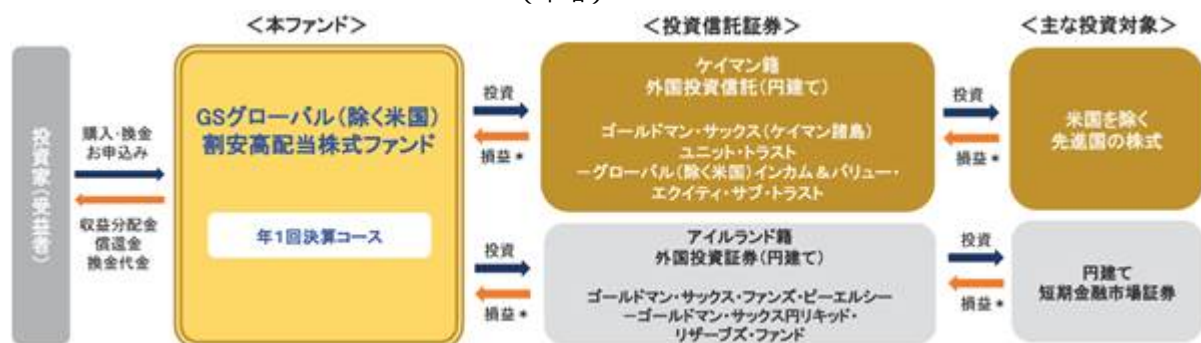 ＜本ファンド＞
＜投資信託証券＞
＜主な投資対象＞
投資家(受益者)
購入・換金
お申込み
収益分配金
償還金
換金代金
GSグローバル(除く米国)
割安高配当株式ファンド
年1回決算コース
投資
損益＊
ケイマン籍
外国投資信託(円建て)
ゴールドマン・サックス(ケイマン諸島)
ユニット・トラスト
ーグローバル(除く米国)インカム＆バリュー・
エクイティ・サブ・トラスト
投資
損益＊
米国を除く
先進国の株式
投資
損益＊
アイルランド籍
外国投資証券(円建て)
ゴールドマン・サックス・ファンズ・ピーエルシー
ーゴールドマン・サックス円リキッド・
リザーブズ・ファンド
投資
損益＊
円建て
短期金融市場証券